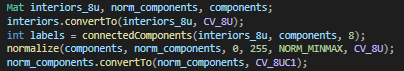 Mat interiors_8u, norm_components, components;
interiors.convertTo(interiors_8u, CV_8U);
int labels = connectedComponents(interiors_8u, components, 8);
normalize(components, norm_components, 0, 255, NORM_MINMAX, CV_8U);
norm_components.convertTo(norm_components, CV_8UC1);